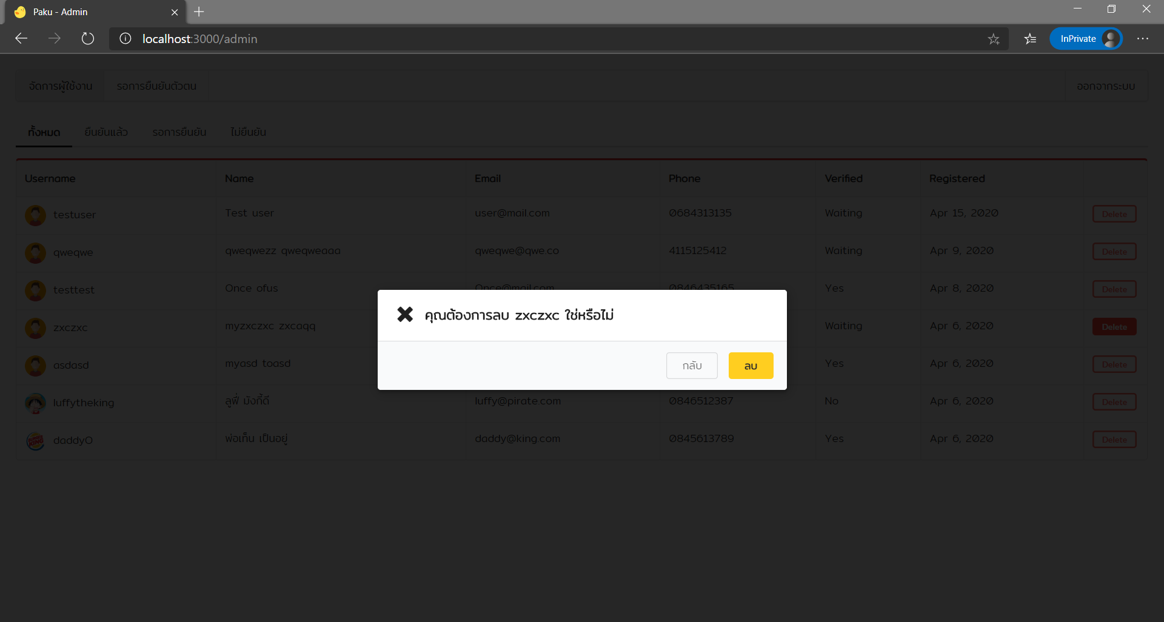 Paku - Admin
localhost:3000/admin
InPrivate
จัดการผู้ใช้งาน รอการยืนยันตัวตน ออกจากระบบ
ทั้งหมด ยืนยันแล้ว รอการยืนยัน ไม่ยืนยัน
Username Name Email Phone Verified Registered
testuser Test user user@mail.com 0684313135 Waiting Apr 15, 2020 Delete
qweqwe qweqwezz qweqweaaa qweqwe@qwe.co 4115125412 Waiting Apr 9, 2020 Delete
testtest Once ofus Once@mail.com 0846435165 Yes Apr 8, 2020 Delete
คุณต้องการลบ zxczxc ใช่หรือไม่
zxczxc myzxczxc zxcaqq Waiting Apr 6, 2020 Delete
asdasd myasd toasd Yes Apr 6, 2020 Delete
กลับ ลบ
luffytheking ลูฟี่ มังกี้ดี luffy@pirate.com 0846512387 No Apr 6, 2020 Delete
daddyO พ่อเก็น เป็นอยู่ daddy@king.com 0845613789 Yes Apr 6, 2020 Delete